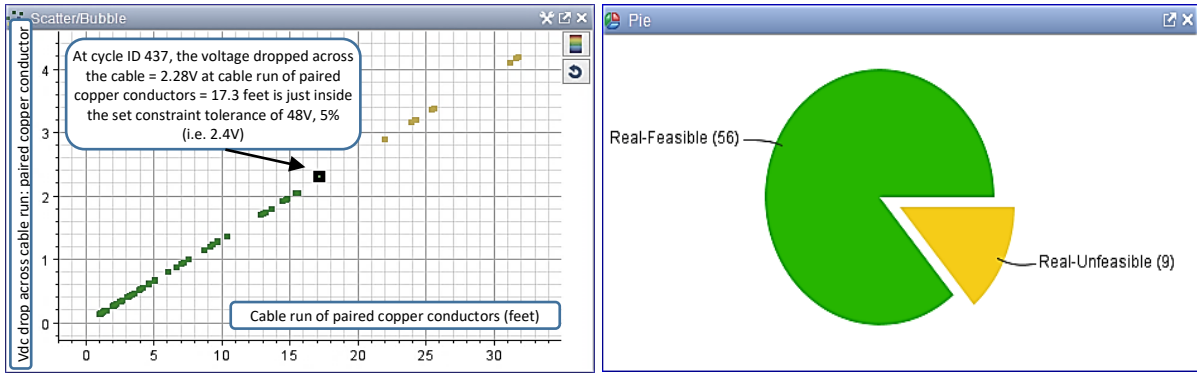 Scatter/Bubble
Vdc drop across cable run: paired copper conductor
At cycle ID 437, the voltage dropped across
the cable = 2.28V at cable run of paired
copper conductors = 17.3 feet is just inside
the set constraint tolerance of 48V, 5%
(i.e. 2.4V)
4
3
2
1
0
Cable run of paired copper conductors (feet)
0 5 10 15 20 25 30
Pie
Real-Feasible (56)
Real-Unfeasible (9)